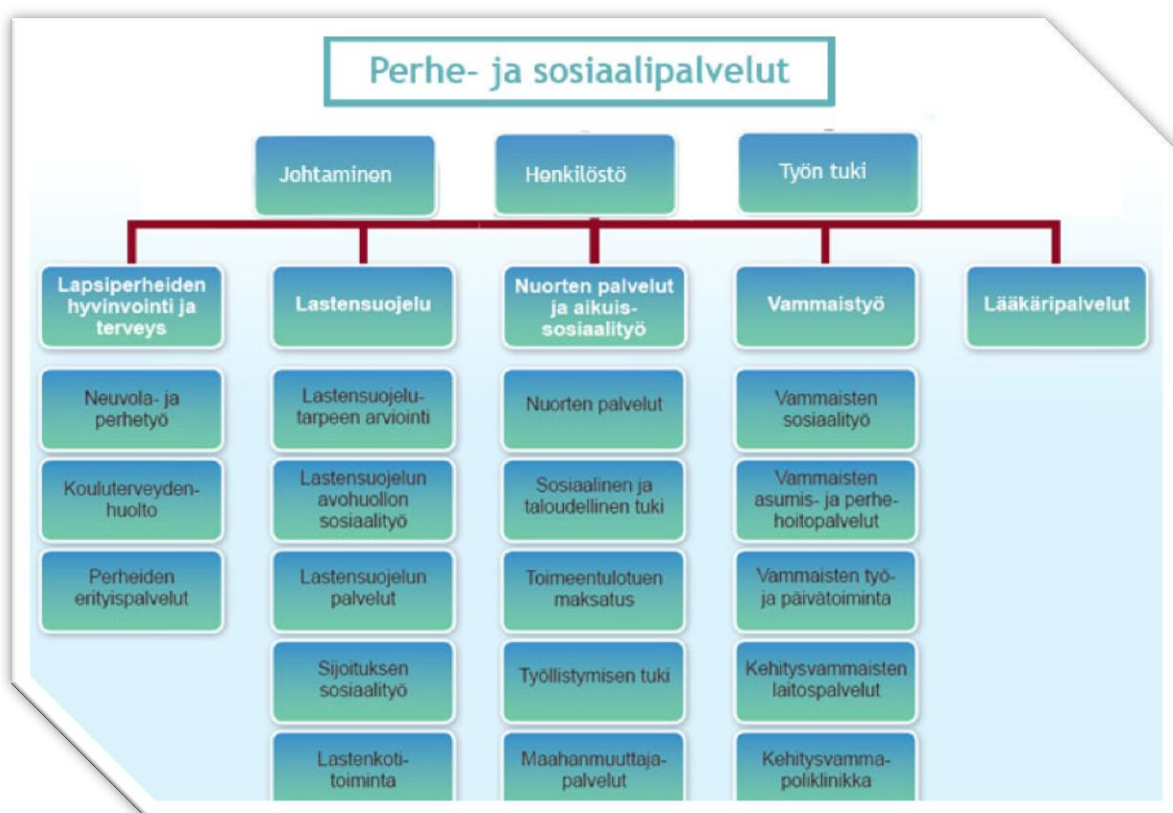 Perhe- ja sosiaalipalvelut
Johtaminen
Henkilöstö
Työn tuki
Lapsiperheiden
hyvinvointi ja
terveys
Lastensuojelu
Nuorten palvelut
ja aikuis-
sosiaalityö
Vammaistyö
Lääkäripalvelut
Neuvola- ja
perhetyö
Lastensuojelu-
tarpeen arviointi
Nuorten palvelut
Vammaisten
sosiaalityö
Kouluterveyden-
huolto
Lastensuojelun
avohuollon
sosiaalityö
Sosiaalinen ja
taloudellinen tuki
Vammaisten
asumis- ja perhe-
hoitopalvelut
Perheiden
erityispalvelut
Lastensuojelun
palvelut
Toimeentulotuen
maksatus
Vammaisten työ-
ja päivätoiminta
Sijoituksen
sosiaalityö
Työllistymisen tuki
Kehitysvammaisten
laitospalvelut
Lastenkoti-
toiminta
Maahanmuuttaja-
palvelut
Kehitysvamma-
poliklinikka